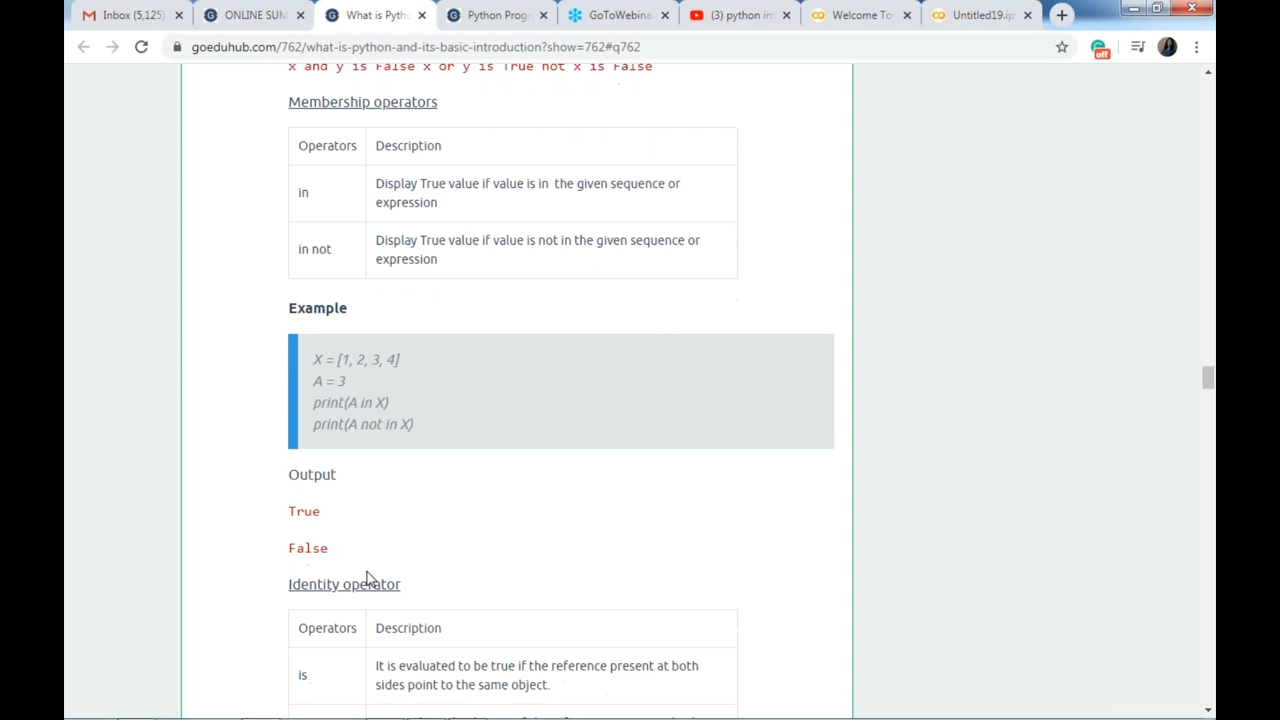 Inbox (5,125)
ONLINE SUM
What is Pytho
Python Progr
GoToWebina
(3) python in
Welcome To
Untitled19.ip
goeduhub.com/762/what-is-python-and-its-basic-introduction?show=762#q762
off
x and y is False x or y is True not x is False
Membership operators
Operators Description
in Display True value if value is in the given sequence or
expression
in not Display True value if value is not in the given sequence or
expression
Example
X = [1, 2, 3, 4]
A = 3
print(A in X)
print(A not in X)
Output
True
False
Identity operator
Operators Description
is It is evaluated to be true if the reference present at both
sides point to the same object.